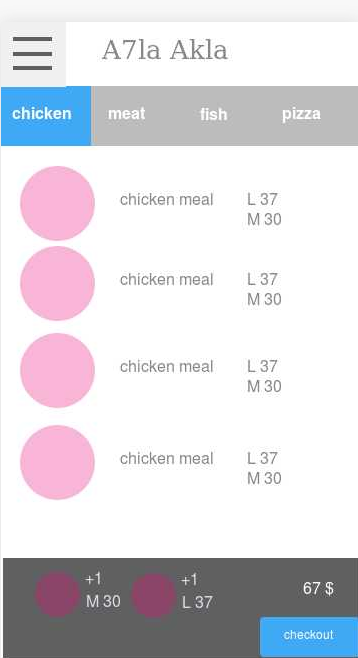 A7la Akla
chicken meat fish pizza
chicken meal L 37
M 30
chicken meal L 37
M 30
chicken meal L 37
M 30
chicken meal L 37
M 30
+1 +1
M 30 L 37
67 $
checkout